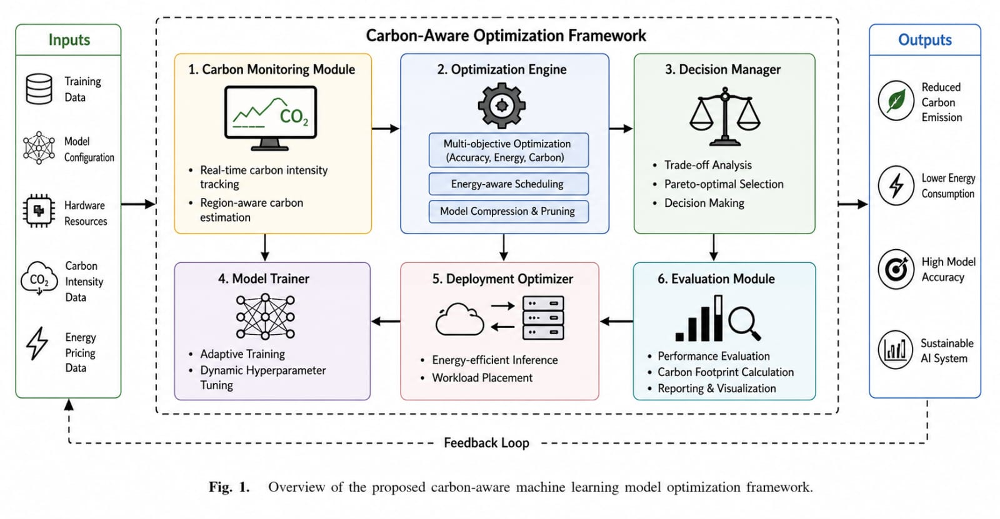 Inputs
Training
Data
Model
Configuration
Hardware
Resources
CO2
Carbon
Intensity
Data
Energy
Pricing
Data
Carbon-Aware Optimization Framework
1. Carbon Monitoring Module
CO2
• Real-time carbon intensity
tracking
• Region-aware carbon
estimation
2. Optimization Engine
Multi-objective Optimization
(Accuracy, Energy, Carbon)
Energy-aware Scheduling
Model Compression & Pruning
3. Decision Manager
• Trade-off Analysis
• Pareto-optimal Selection
• Decision Making
4. Model Trainer
• Adaptive Training
• Dynamic Hyperparameter
Tuning
5. Deployment Optimizer
• Energy-efficient Inference
• Workload Placement
6. Evaluation Module
• Performance Evaluation
• Carbon Footprint Calculation
• Reporting & Visualization
Outputs
Reduced
Carbon
Emission
Lower Energy
Consumption
High Model
Accuracy
Sustainable
AI System
Feedback Loop
Fig. 1. Overview of the proposed carbon-aware machine learning model optimization framework.